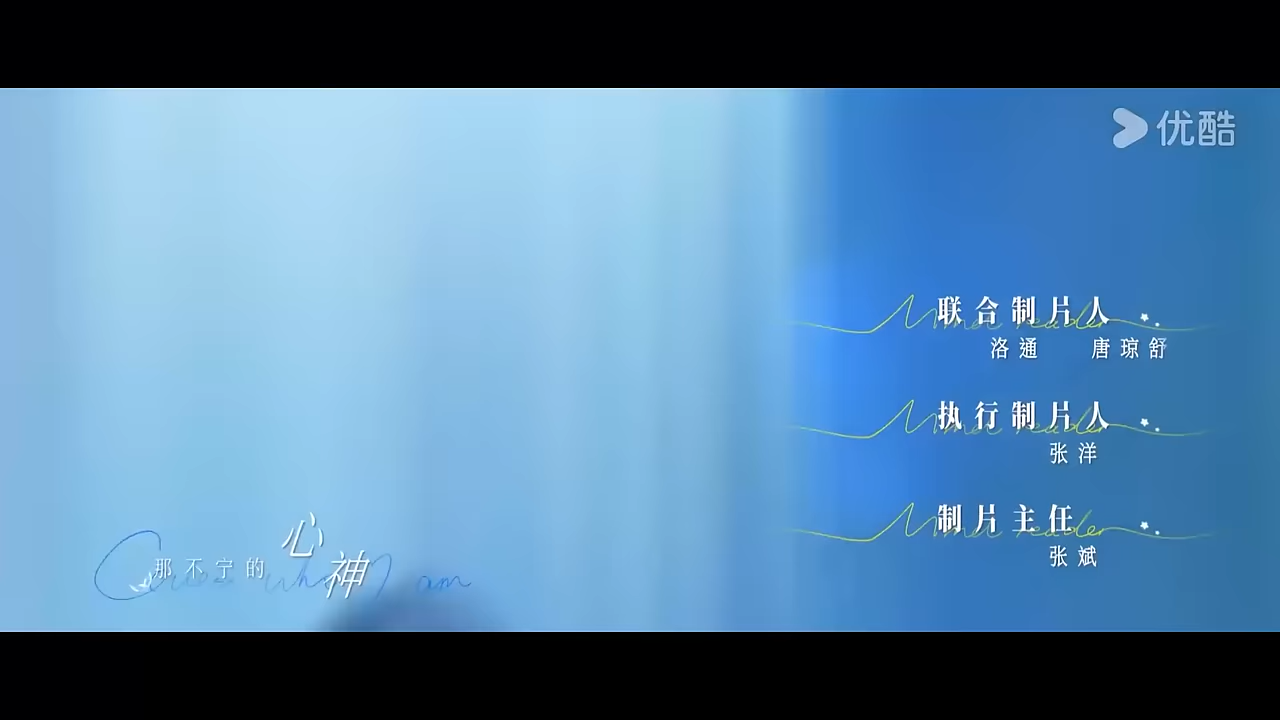 优酷
联合制片人
洛通 唐琼舒
执行制片人
张洋
制片主任
张斌
那不宁的心神